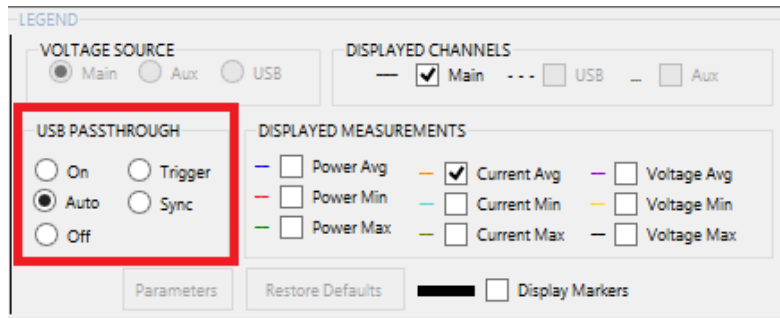 LEGEND
VOLTAGE SOURCE
Main Aux USB
DISPLAYED CHANNELS
Main USB Aux
USB PASSTHROUGH
On Trigger
Auto Sync
Off
DISPLAYED MEASUREMENTS
Power Avg Current Avg Voltage Avg
Power Min Current Min Voltage Min
Power Max Current Max Voltage Max
Parameters Restore Defaults Display Markers